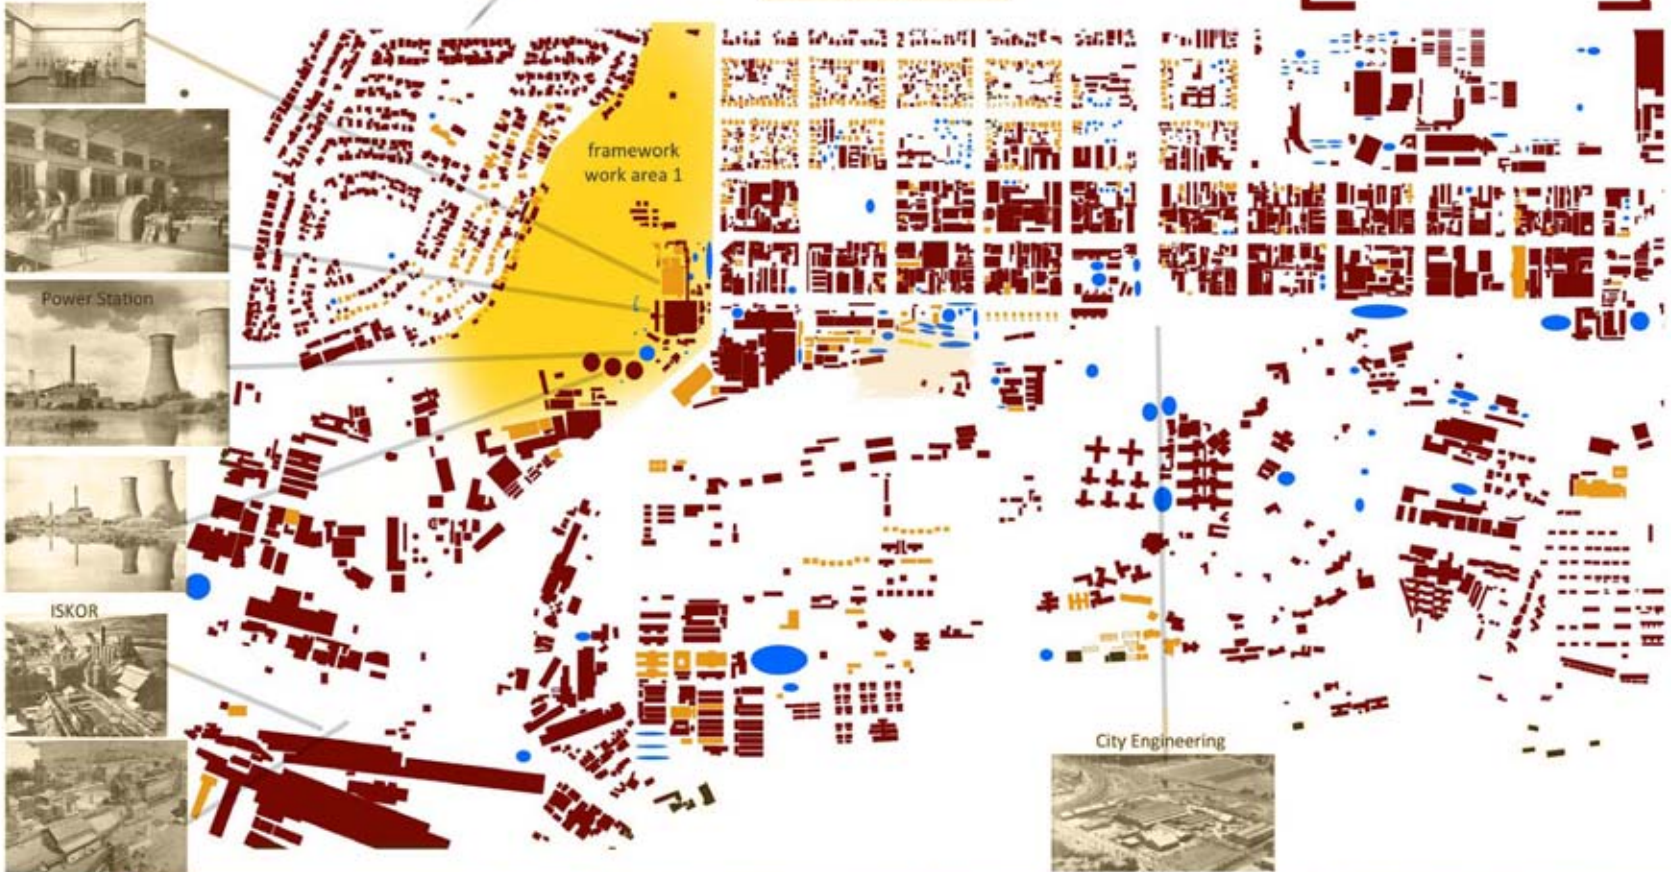 framework
work area 1
Power Station
ISKOR
City Engineering